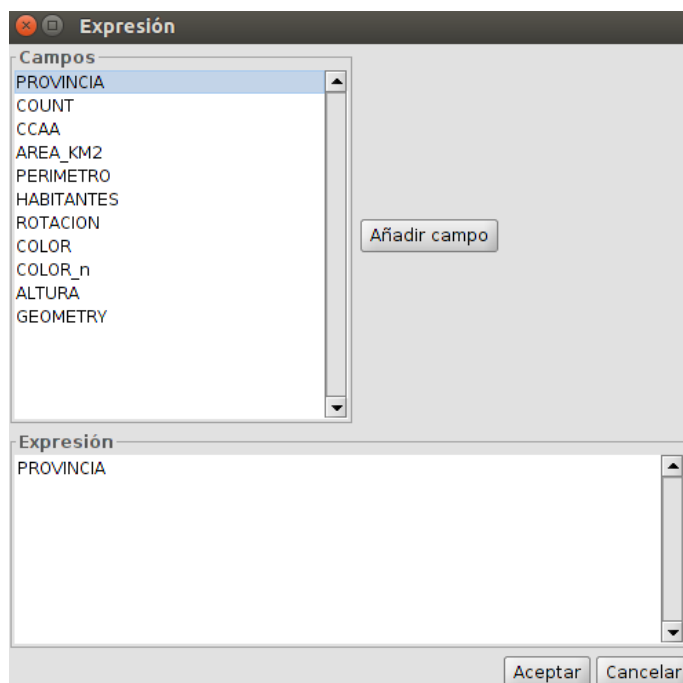 Expresión
Campos
PROVINCIA
COUNT
CCAA
AREA_KM2
PERIMETRO
HABITANTES
ROTACION
COLOR
COLOR_n
ALTURA
GEOMETRY
Añadir campo
Expresión
PROVINCIA
Aceptar Cancelar